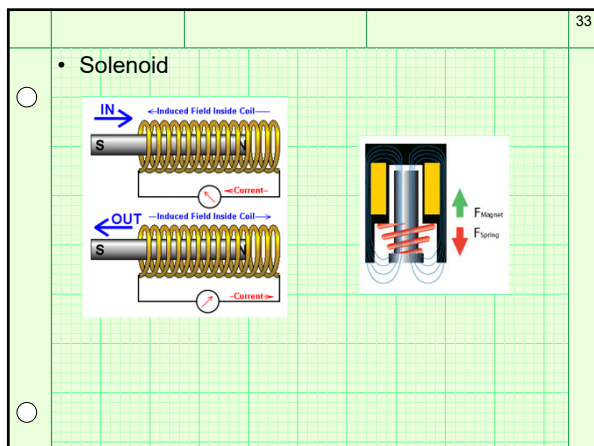 33
• Solenoid
IN
←Induced Field Inside Coil—
S
N
←Current–
OUT
—Induced Field Inside Coil→
S
N
–Current→
FMagnet
FSpring